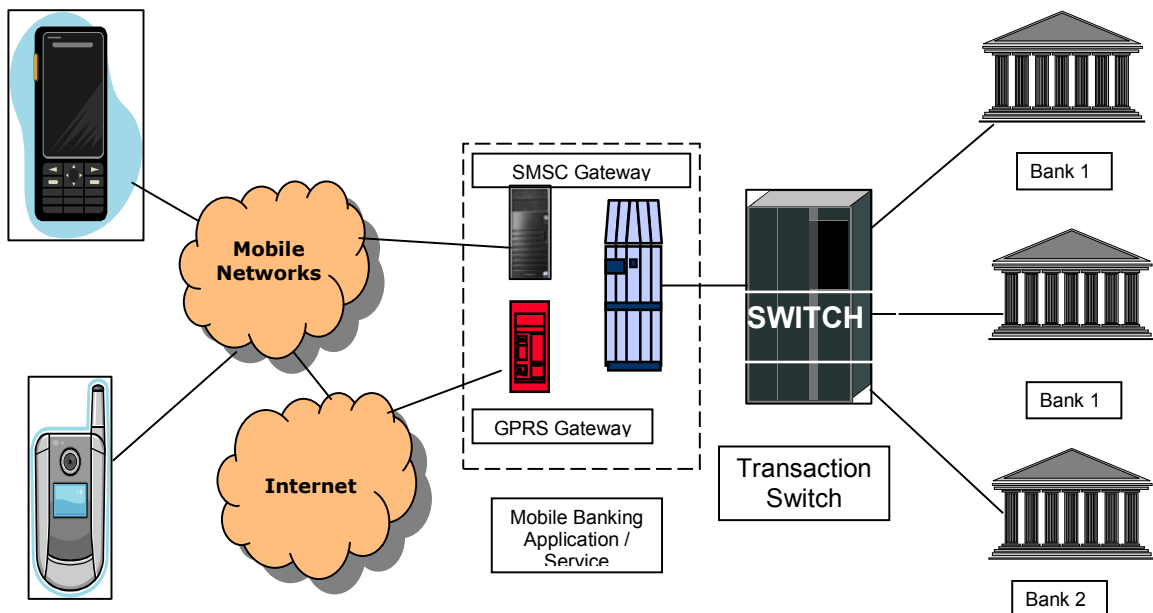 SMSC Gateway
Bank 1
Mobile
Networks
SWITCH
Bank 1
GPRS Gateway
Internet
Transaction
Switch
Mobile Banking
Application /
Service
Bank 2